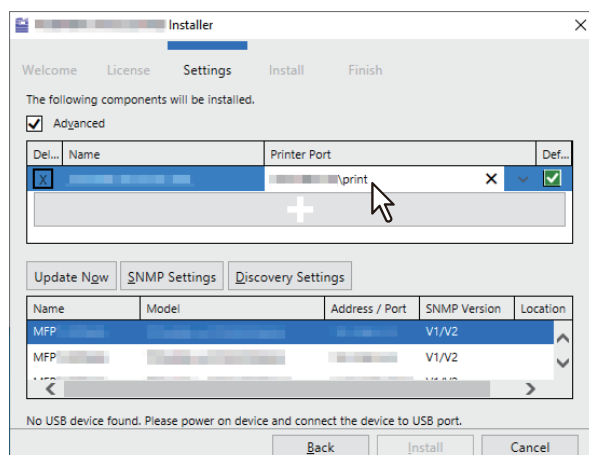 Installer
Welcome License Settings Install Finish
The following components will be installed.
Advanced
Del... Name Printer Port Def...
X \print
Update Now SNMP Settings Discovery Settings
Name Model Address / Port SNMP Version Location
MFP V1/V2
MFP V1/V2
No USB device found. Please power on device and connect the device to USB port.
Back Install Cancel